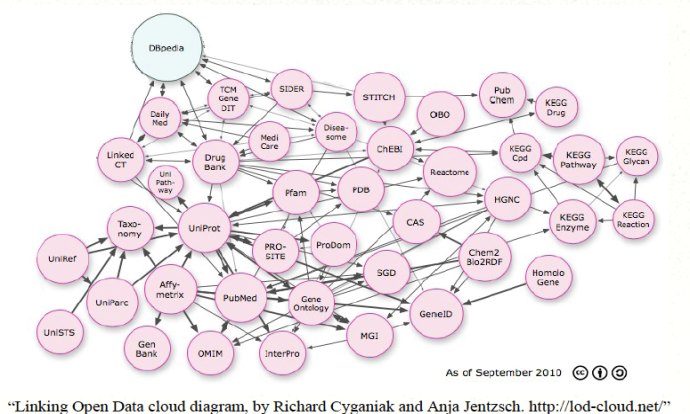 DBpedia
TCM
Gene
DIT
SIDER
STITCH
Pub
Chem
KEGG
Drug
Daily
Med
OBO
Medi
Care
Disea-
some
Linked
CT
Drug
Bank
ChEBI
KEGG
Cpd
KEGG
Pathway
KEGG
Glycan
Uni
Path-
way
Pfam
PDB
Reactome
HGNC
Taxo-
nomy
UniProt
CAS
KEGG
Enzyme
KEGG
Reaction
PRO-
SITE
ProDom
UniRef
Chem2
Bio2RDF
SGD
Homolo
Gene
UniParc
Affy-
metrix
PubMed
Gene
Ontology
GeneID
UniSTS
Gen
Bank
OMIM
InterPro
MGI
As of September 2010
“Linking Open Data cloud diagram, by Richard Cyganiak and Anja Jentzsch. http://lod-cloud.net/”